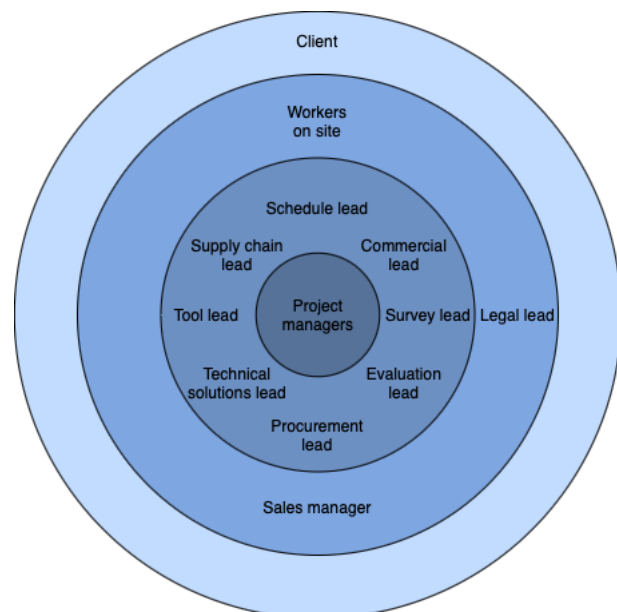 Client
Workers
on site
Schedule lead
Supply chain
lead
Commercial
lead
Tool lead
Project
managers
Survey lead
Legal lead
Technical
solutions lead
Evaluation
lead
Procurement
lead
Sales manager